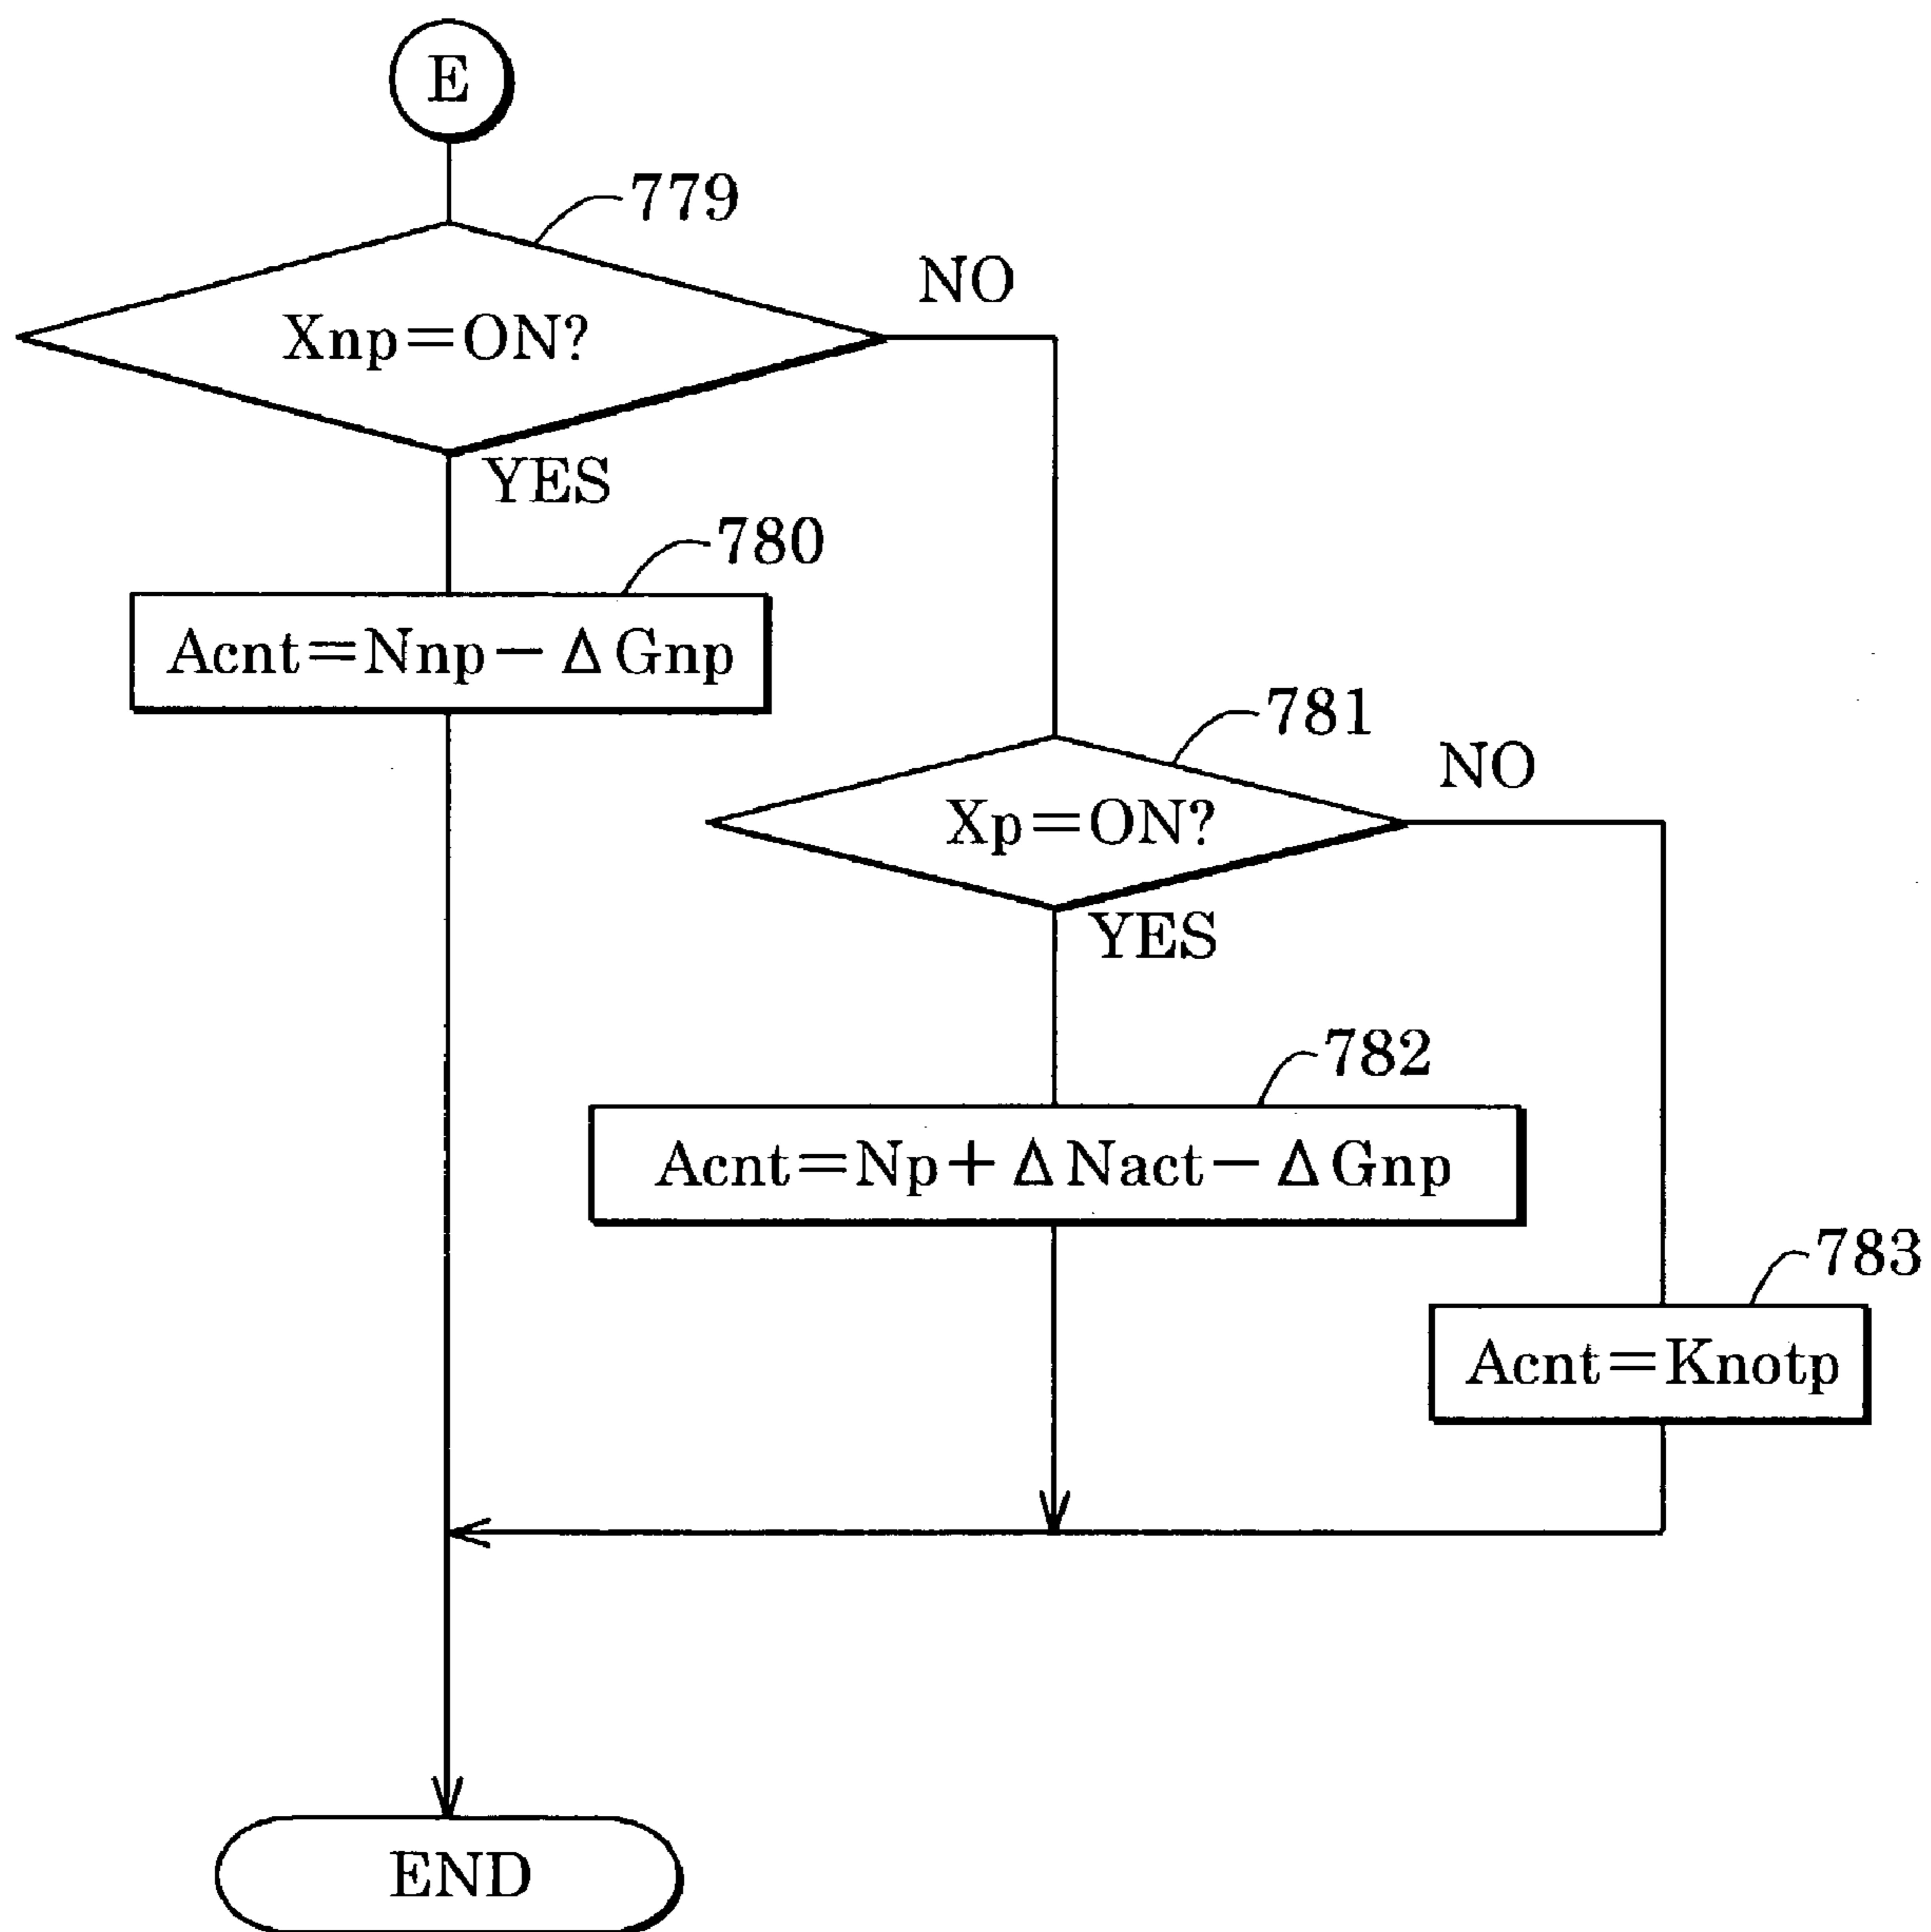 E
779
NO
Xnp=ON?
YES
780
Acnt=Nnp-ΔGnp
781
NO
Xp=ON?
YES
782
Acnt=Np+ΔNact-ΔGnp
783
Acnt=Knotp
END